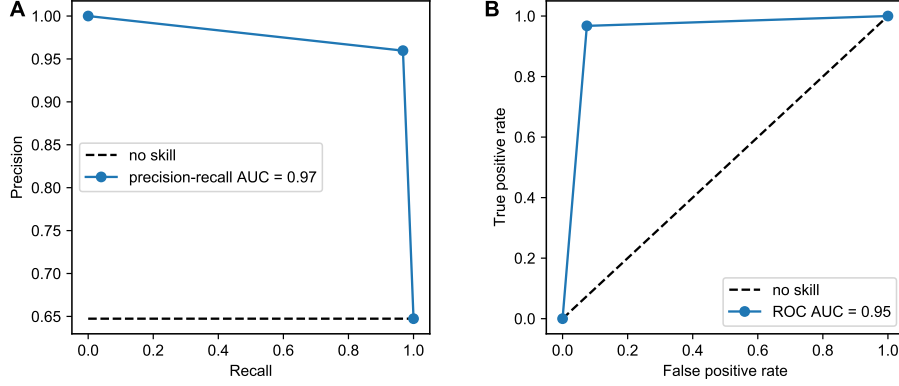 A
1.00
0.95
0.90
0.85
0.80
0.75
0.70
0.65
Precision
no skill
precision-recall AUC = 0.97
0.0 0.2 0.4 0.6 0.8 1.0
Recall
B
1.0
0.8
0.6
0.4
0.2
0.0
True positive rate
no skill
ROC AUC = 0.95
0.0 0.2 0.4 0.6 0.8 1.0
False positive rate